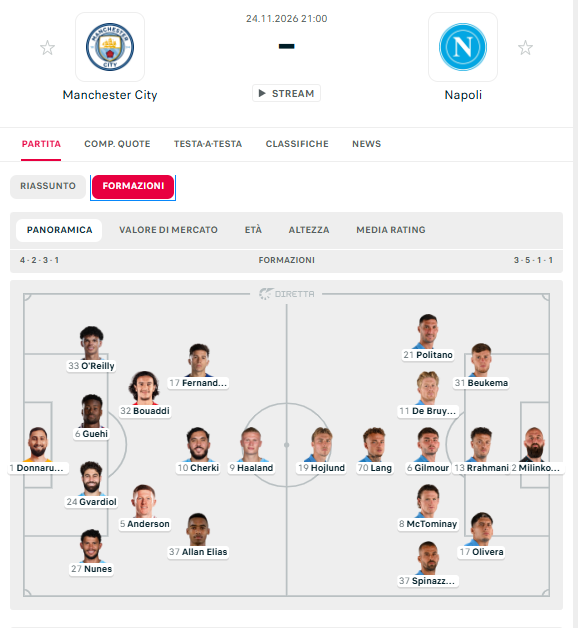 24.11.2026 21:00
MANCHESTER
CITY
N
-
Manchester City
STREAM
Napoli
PARTITA COMP. QUOTE TESTA-A-TESTA CLASSIFICHE NEWS
RIASSUNTO FORMAZIONI
PANORAMICA VALORE DI MERCATO ETÀ ALTEZZA MEDIA RATING
4 - 2 - 3 - 1 FORMAZIONI 3 - 5 - 1 - 1
DIRETTA
33 O'Reilly
17 Fernand...
21 Politano
31 Beukema
32 Bouaddi
11 De Bruy...
6 Guehi
1 Donnaru...
10 Cherki
9 Haaland
19 Hojlund
70 Lang
6 Gilmour
13 Rrahmani
2 Milinko...
24 Gvardiol
5 Anderson
8 McTominay
37 Allan Elias
17 Olivera
27 Nunes
37 Spinazz...